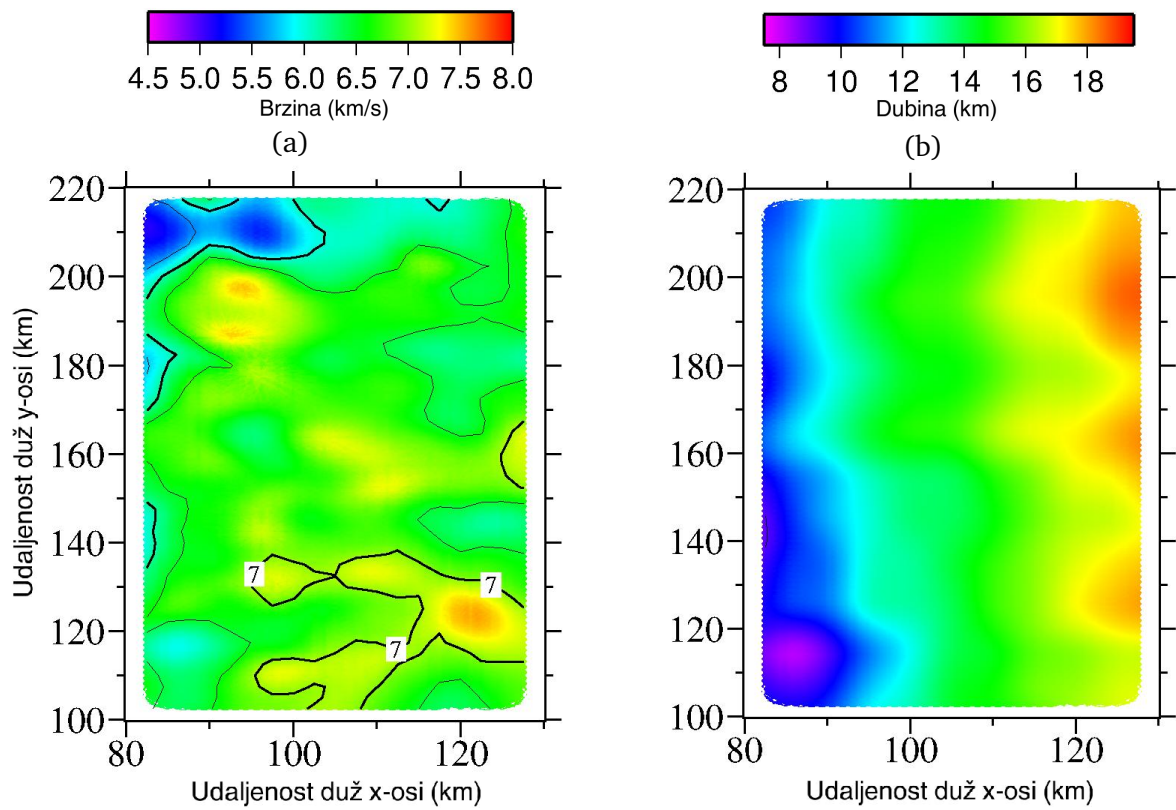 4.5 5.0 5.5 6.0 6.5 7.0 7.5 8.0
Brzina (km/s)
(a)
220
200
180
160
140
120
100
80 100 120
Udaljenost duž y-osi (km)
Udaljenost duž x-osi (km)
7
7
7
8 10 12 14 16 18
Dubina (km)
(b)
220
200
180
160
140
120
100
80 100 120
Udaljenost duž x-osi (km)